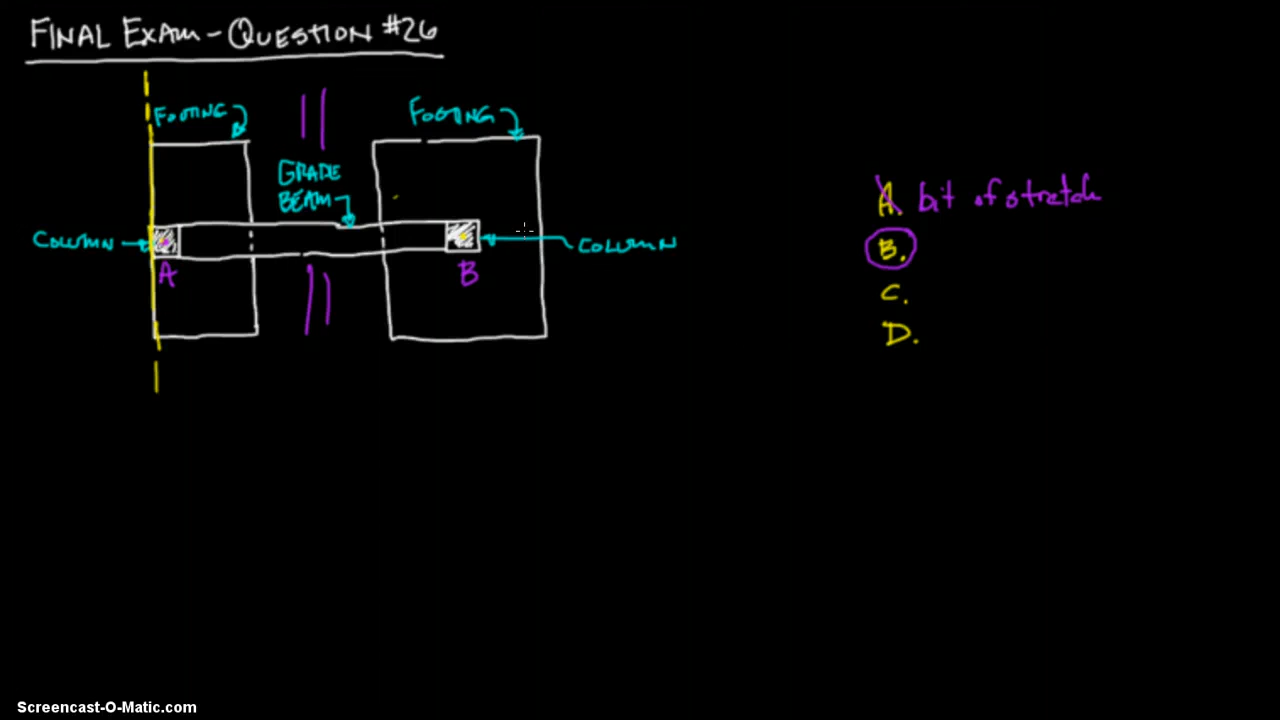 FINAL EXAM - QUESTION #26
FOOTING
FOOTING
GRADE
BEAM
COLUMN
COLUMN
A
B
A. bit of stretch
B.
C.
D.
Screencast-O-Matic.com